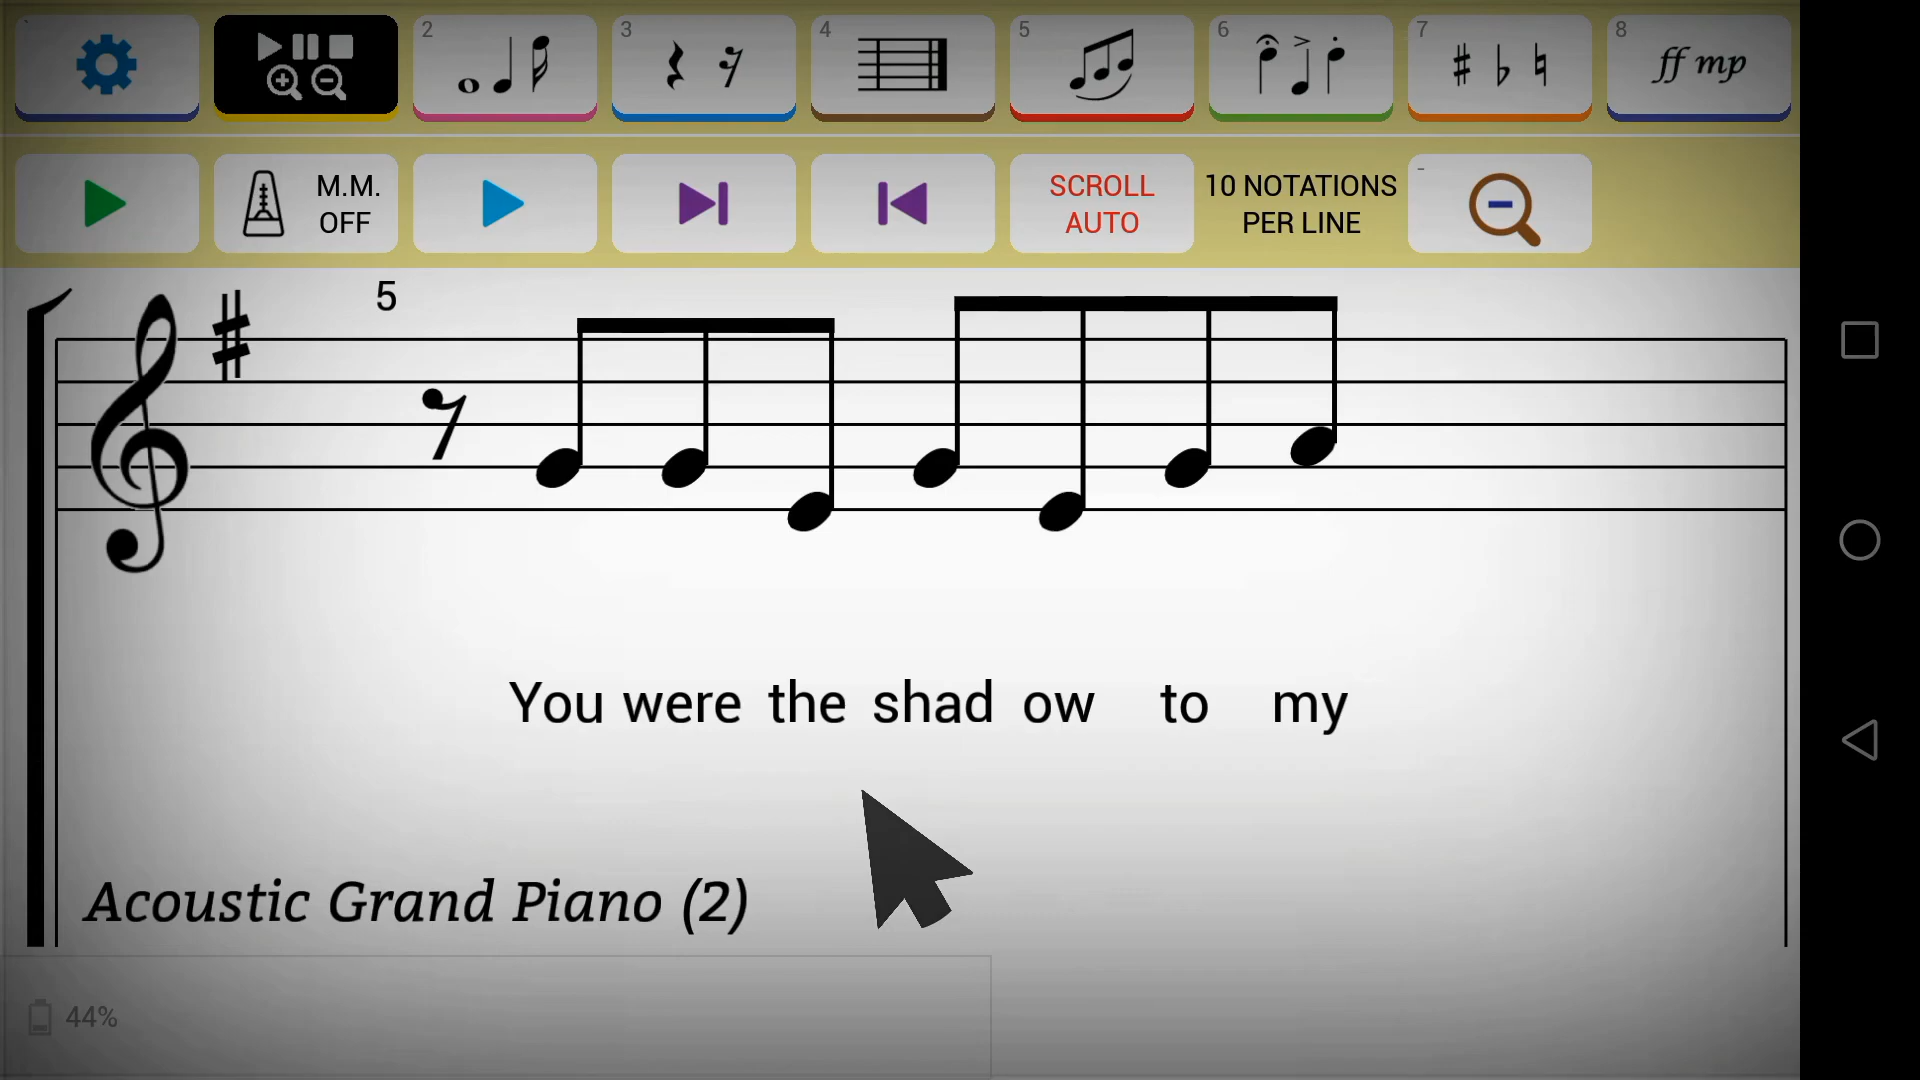 2 3 4 5 6 7 8
ff mp
M.M.
OFF
SCROLL
AUTO
10 NOTATIONS
PER LINE
5
You were the shad ow to my
Acoustic Grand Piano (2)
44%